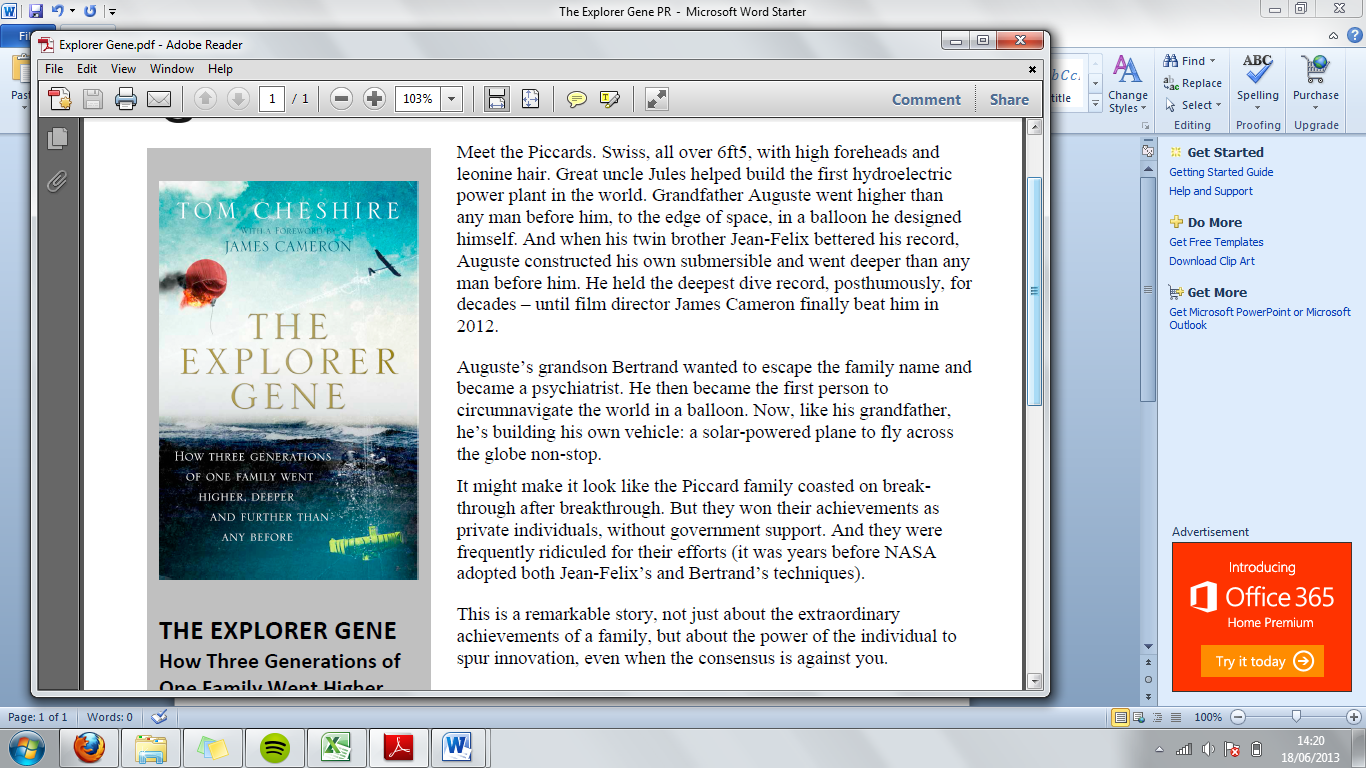 The Explorer Gene PR - Microsoft Word Starter
Explorer Gene.pdf - Adobe Reader
File Edit View Window Help
1 / 1
103%
Comment
Share
Find
Replace
Select
Editing
Change
Styles
ABC
Spelling
Proofing
Purchase
Upgrade
TOM CHESHIRE
WITH A FOREWORD BY
JAMES CAMERON
THE
EXPLORER
GENE
HOW THREE GENERATIONS
OF ONE FAMILY WENT
HIGHER, DEEPER
AND FURTHER THAN
ANY BEFORE
THE EXPLORER GENE
How Three Generations of
One Family Went Higher
Meet the Piccards. Swiss, all over 6ft5, with high foreheads and
leonine hair. Great uncle Jules helped build the first hydroelectric
power plant in the world. Grandfather Auguste went higher than
any man before him, to the edge of space, in a balloon he designed
himself. And when his twin brother Jean-Felix bettered his record,
Auguste constructed his own submersible and went deeper than any
man before him. He held the deepest dive record, posthumously, for
decades – until film director James Cameron finally beat him in
2012.
Auguste’s grandson Bertrand wanted to escape the family name and
became a psychiatrist. He then became the first person to
circumnavigate the world in a balloon. Now, like his grandfather,
he’s building his own vehicle: a solar-powered plane to fly across
the globe non-stop.
It might make it look like the Piccard family coasted on break-
through after breakthrough. But they won their achievements as
private individuals, without government support. And they were
frequently ridiculed for their efforts (it was years before NASA
adopted both Jean-Felix’s and Bertrand’s techniques).
This is a remarkable story, not just about the extraordinary
achievements of a family, but about the power of the individual to
spur innovation, even when the consensus is against you.
Get Started
Getting Started Guide
Help and Support
Do More
Get Free Templates
Download Clip Art
Get More
Get Microsoft PowerPoint or Microsoft
Outlook
Advertisement
Introducing
Office 365
Home Premium
Try it today
Page: 1 of 1
Words: 0
100%
14:20
18/06/2013